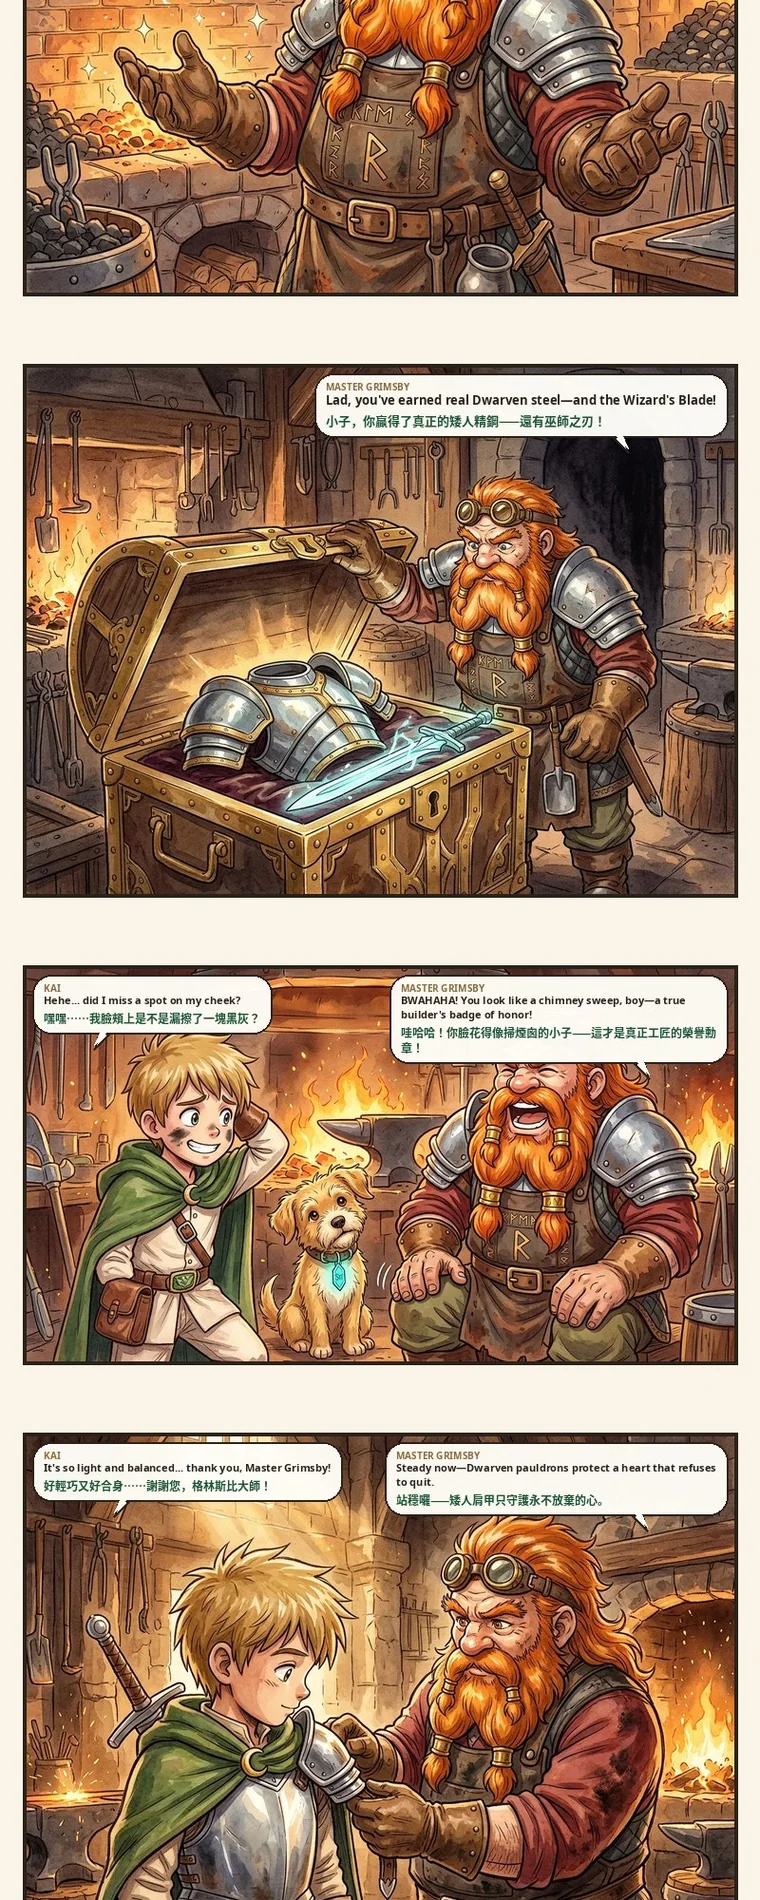 MASTER GRIMSBY
Lad, you've earned real Dwarven steel—and the Wizard's Blade!
小子，你贏得了真正的矮人精鋼——還有巫師之刃！
KAI
Hehe... did I miss a spot on my cheek?
嘿嘿……我臉頰上是不是漏擦了一塊黑灰？
MASTER GRIMSBY
BWAHAHA! You look like a chimney sweep, boy—a true
builder's badge of honor!
哇哈哈！你臉花得像掃煙囪的小子——這才是真正工匠的榮譽勳
章！
KAI
It's so light and balanced... thank you, Master Grimsby!
好輕巧又好合身……謝謝您，格林斯比大師！
MASTER GRIMSBY
Steady now—Dwarven pauldrons protect a heart that refuses
to quit.
站穩囉——矮人肩甲只守護永不放棄的心。